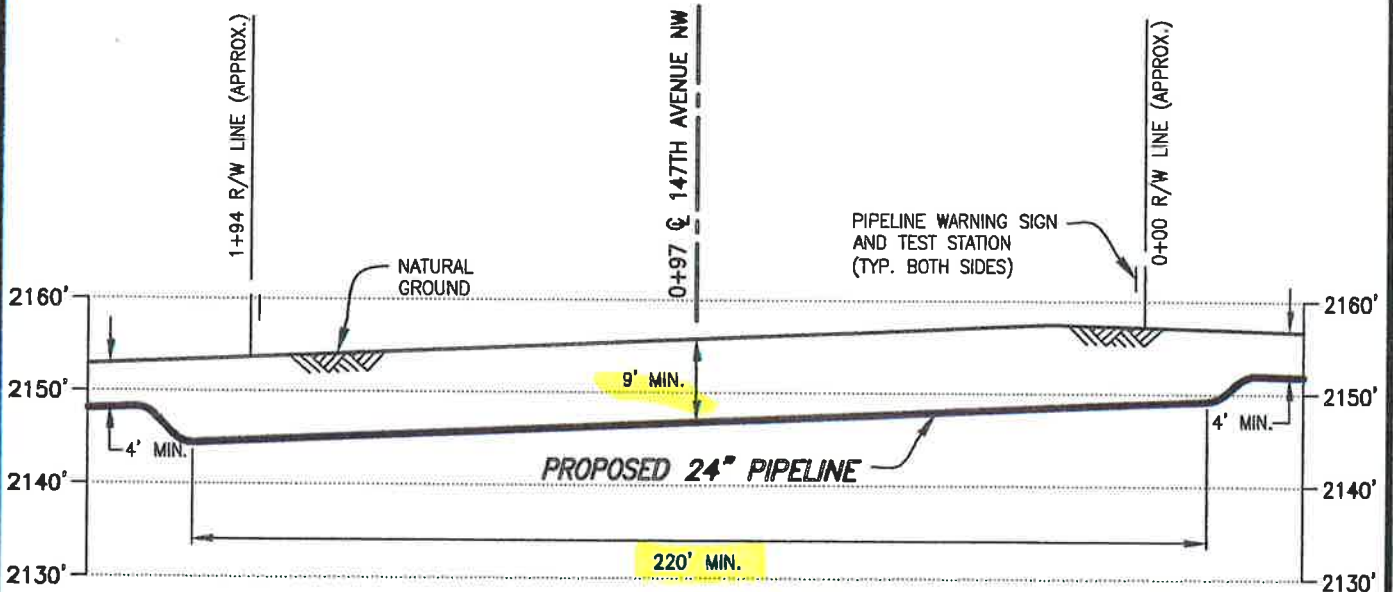 1+94 R/W LINE (APPROX.)
0+97 ℄ 147TH AVENUE NW
0+00 R/W LINE (APPROX.)
PIPELINE WARNING SIGN
AND TEST STATION
(TYP. BOTH SIDES)
NATURAL
GROUND
2160'
2160'
2150'
9' MIN.
2150'
4' MIN.
4' MIN.
PROPOSED 24" PIPELINE
2140'
2140'
220' MIN.
2130'
2130'